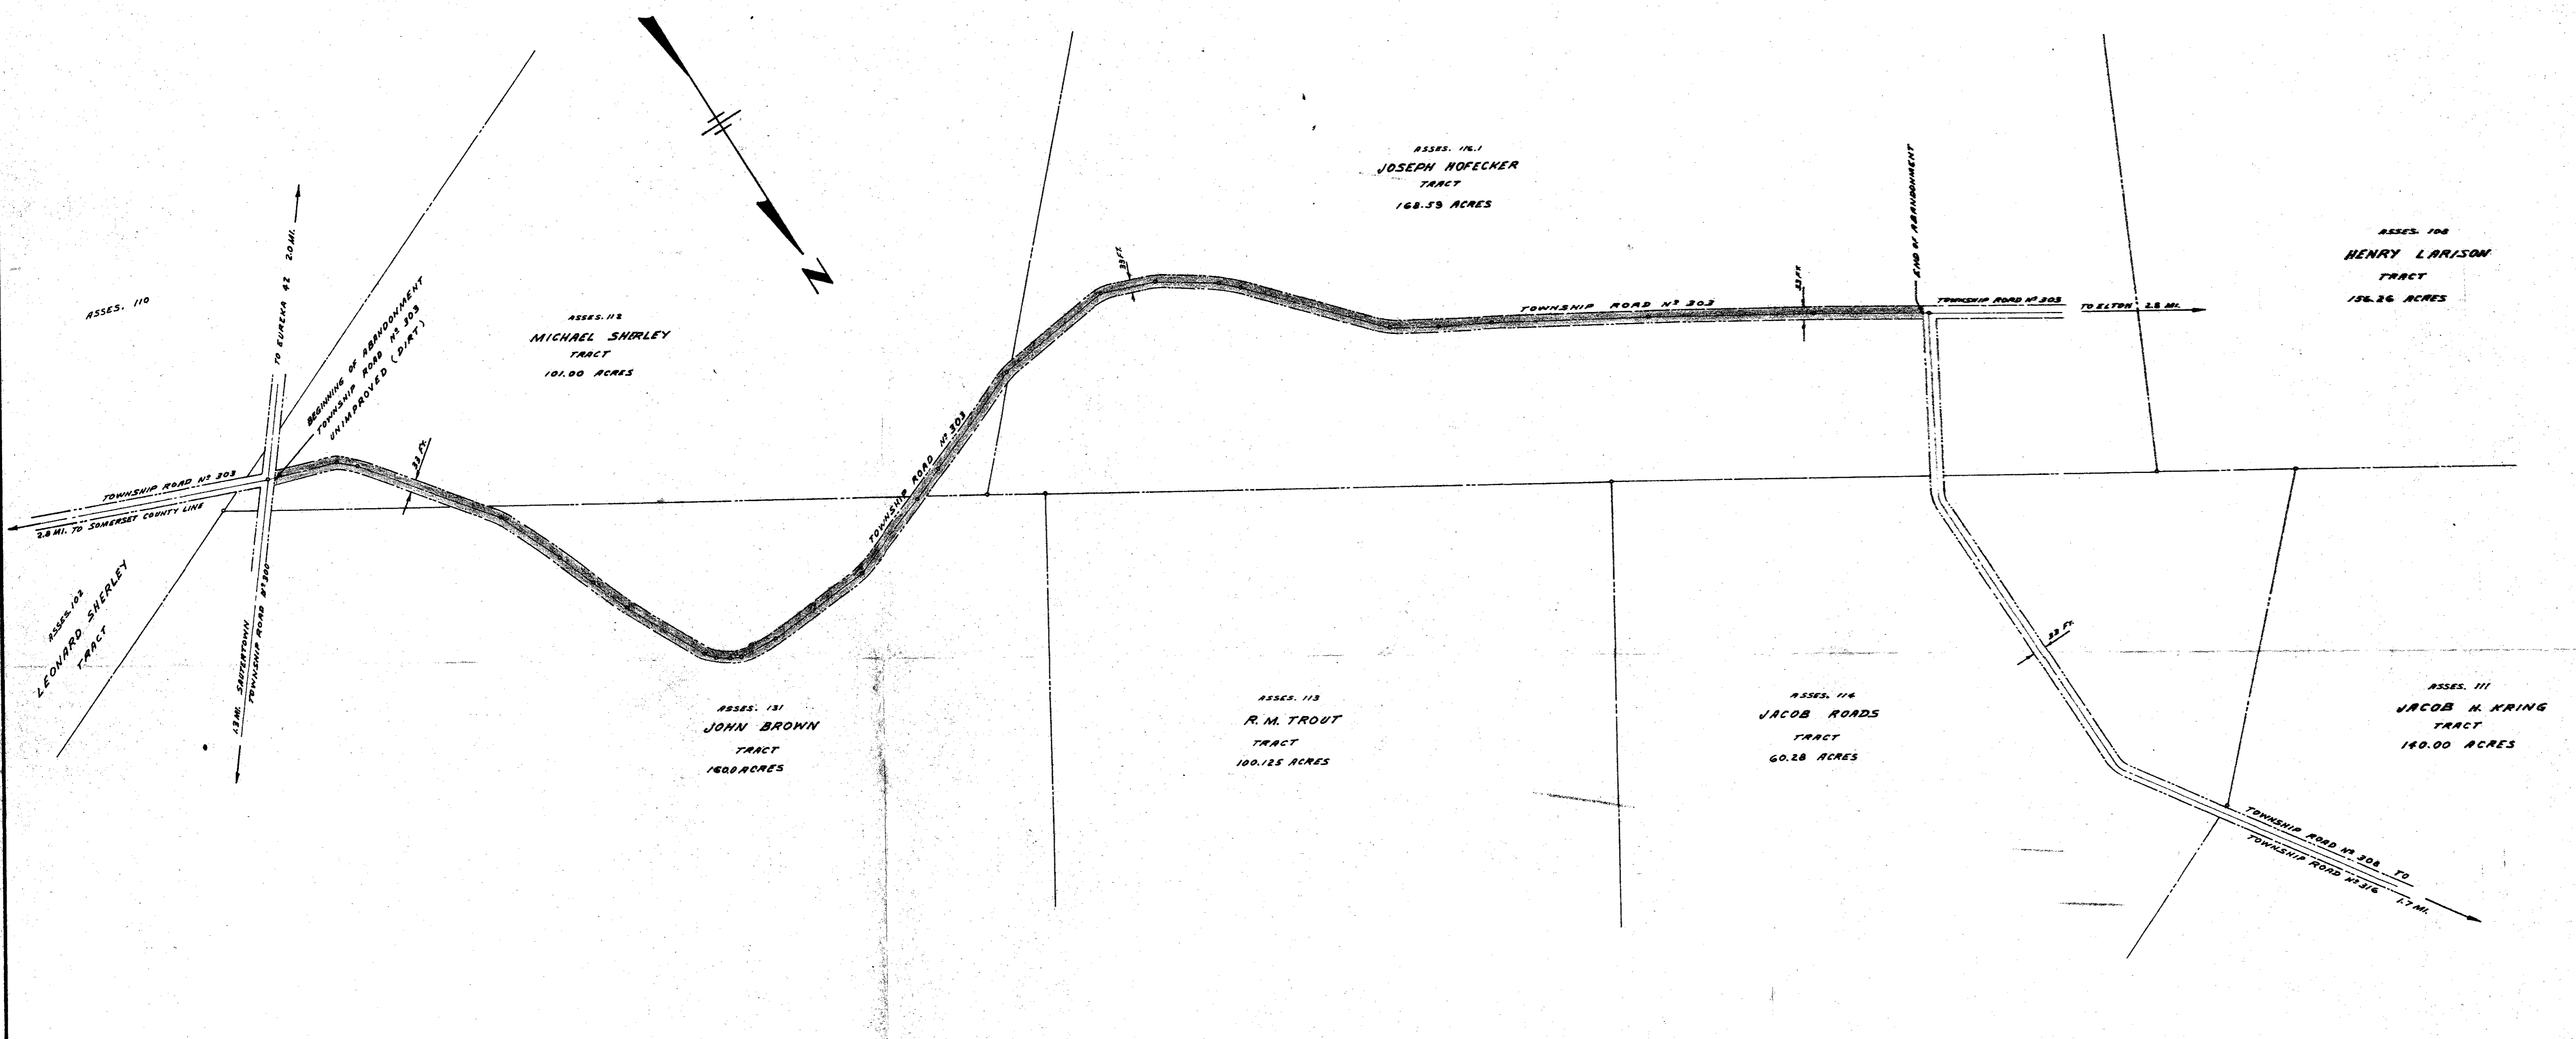 N
ASSES. 110
TO EUREKA 42 2.0 MI.
BEGINNING OF ABANDONMENT
TOWNSHIP ROAD Nº 303
UNIMPROVED (DIRT)
ASSES. 112
MICHAEL SHERLEY
TRACT
101.00 ACRES
ASSES. 116.1
JOSEPH HOFECKER
TRACT
168.59 ACRES
END OF ABANDONMENT
ASSES. 108
HENRY LARISON
TRACT
156.26 ACRES
33 FT.
TOWNSHIP ROAD Nº 303
33 FT.
TOWNSHIP ROAD Nº 303
TO ELTON 2.8 MI.
TOWNSHIP ROAD Nº 303
2.8 MI. TO SOMERSET COUNTY LINE
33 FT.
TOWNSHIP ROAD Nº 303
ASSES. 102
LEONARD SHERLEY
TRACT
1.3 MI. SAUTERTOWN
TOWNSHIP ROAD Nº 300
33 FT.
ASSES. 131
JOHN BROWN
TRACT
160.0 ACRES
ASSES. 113
R. M. TROUT
TRACT
100.125 ACRES
ASSES. 114
JACOB ROADS
TRACT
60.28 ACRES
ASSES. 111
JACOB H. KRING
TRACT
140.00 ACRES
TOWNSHIP ROAD Nº 308 TO
TOWNSHIP ROAD Nº 316
1.7 MI.